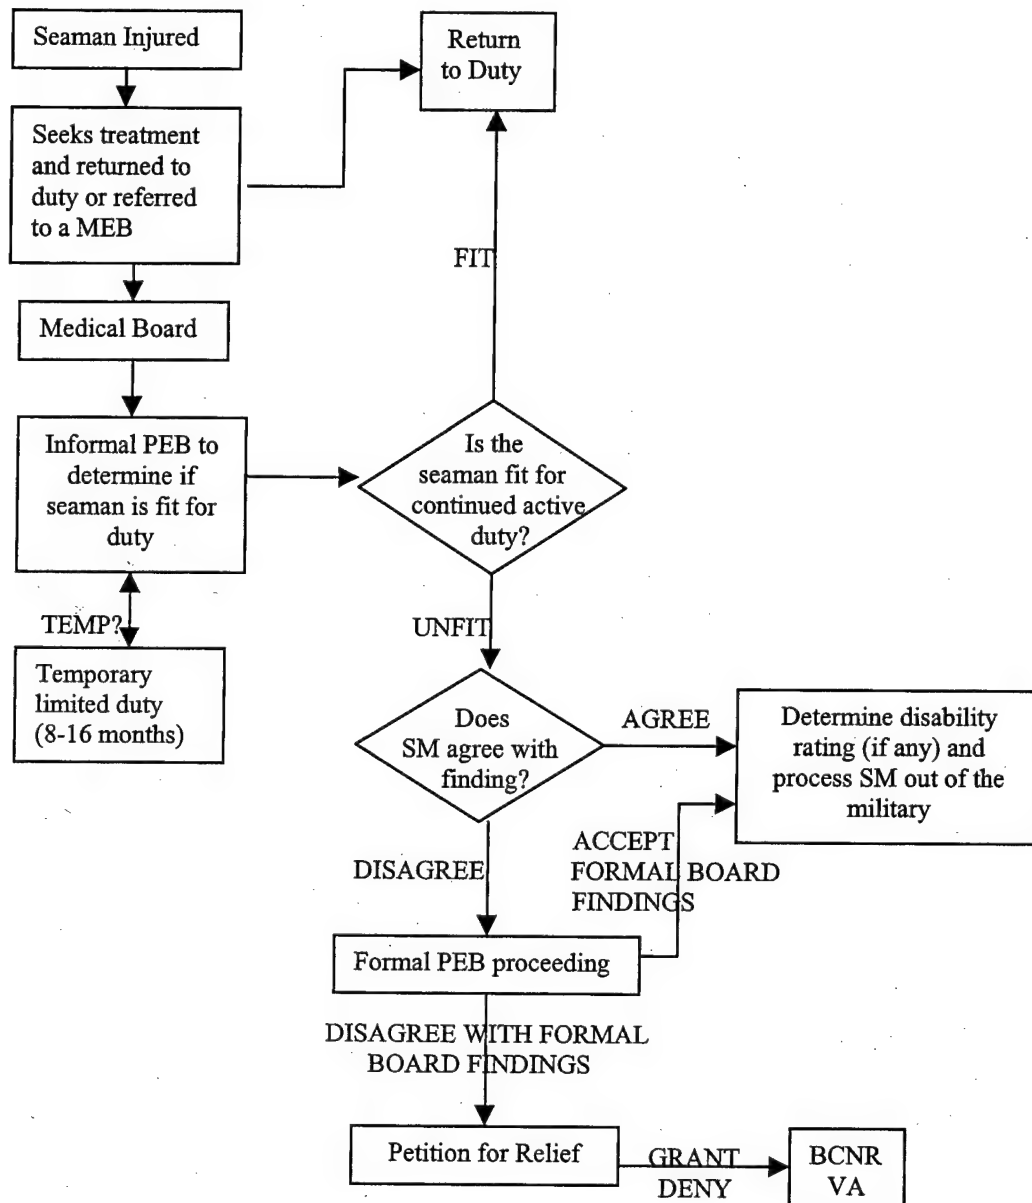 Seaman Injured
Return
to Duty
Seeks treatment
and returned to
duty or referred
to a MEB
FIT
Medical Board
Informal PEB to
determine if
seaman is fit for
duty
Is the
seaman fit for
continued active
duty?
TEMP?
Temporary
limited duty
(8-16 months)
UNFIT
Does
SM agree with
finding?
AGREE
Determine disability
rating (if any) and
process SM out of the
military
DISAGREE
ACCEPT
FORMAL BOARD
FINDINGS
Formal PEB proceeding
DISAGREE WITH FORMAL
BOARD FINDINGS
Petition for Relief
GRANT
DENY
BCNR
VA